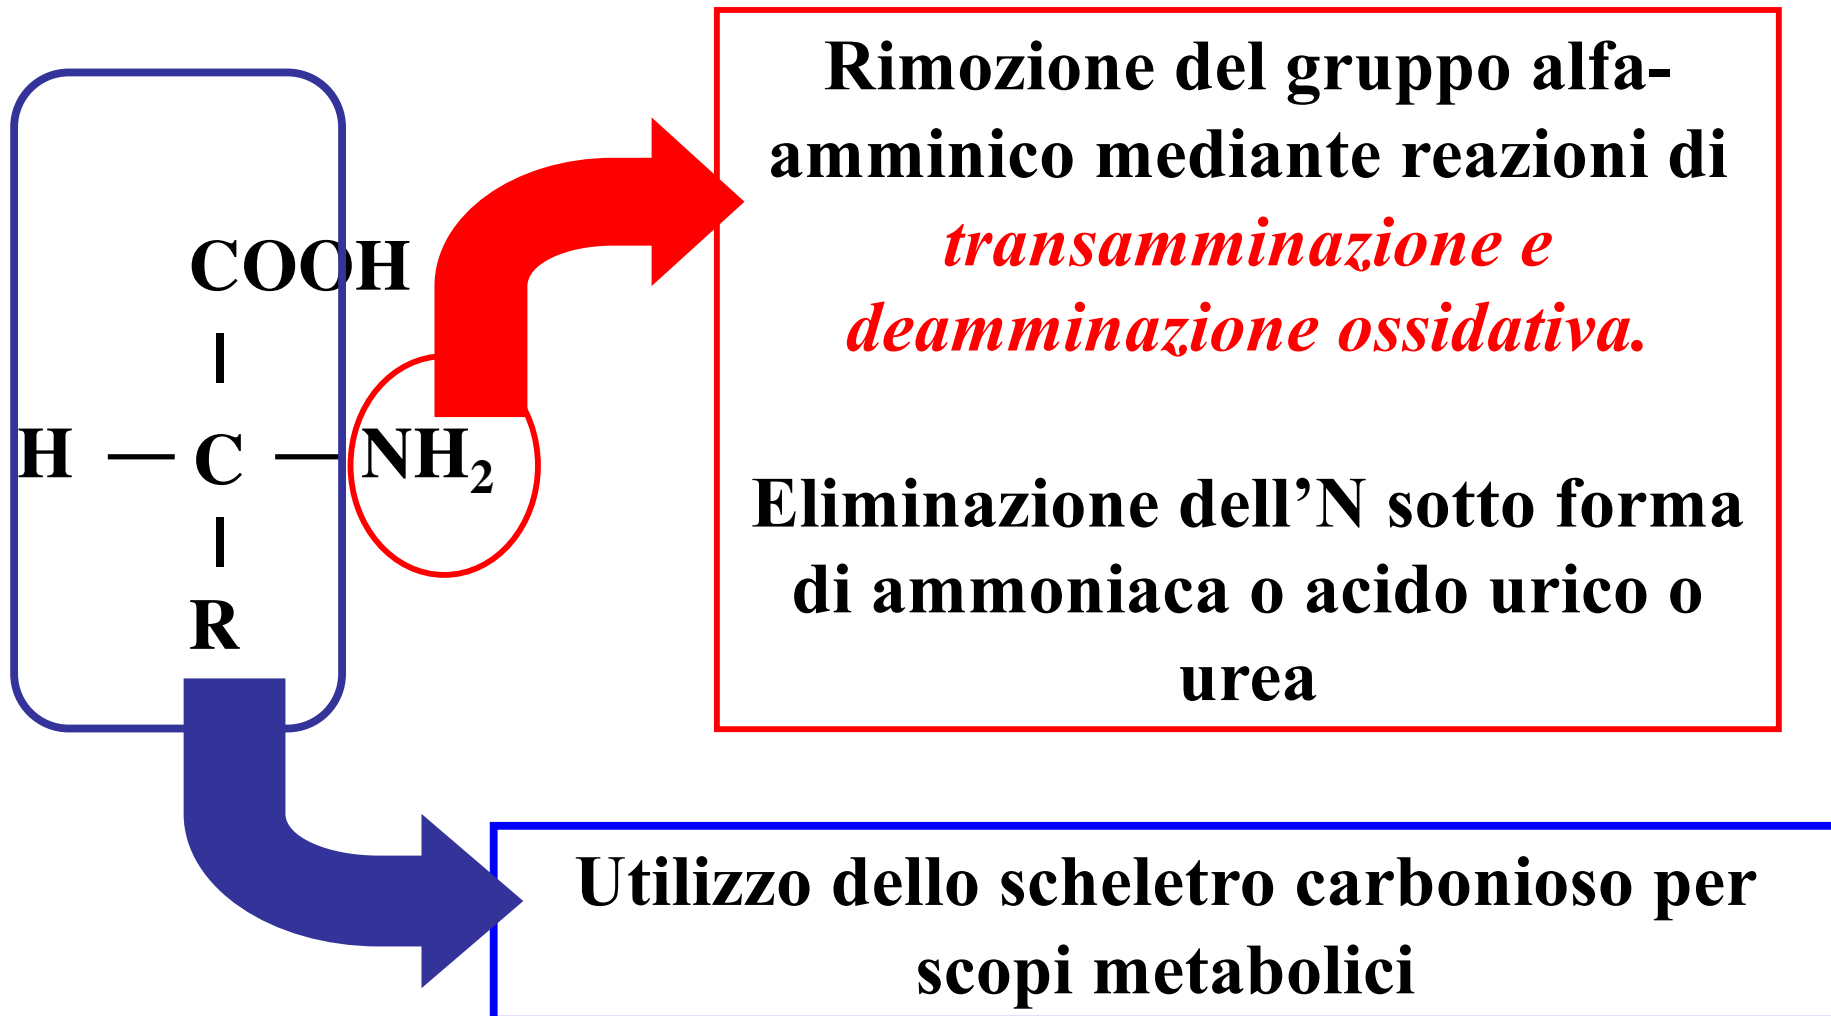 Rimozione del gruppo alfa-
amminico mediante reazioni di
transamminazione e
deamminazione ossidativa.
Eliminazione dell’N sotto forma
di ammoniaca o acido urico o
urea
COOH
H — C — NH₂
R
Utilizzo dello scheletro carbonioso per
scopi metabolici